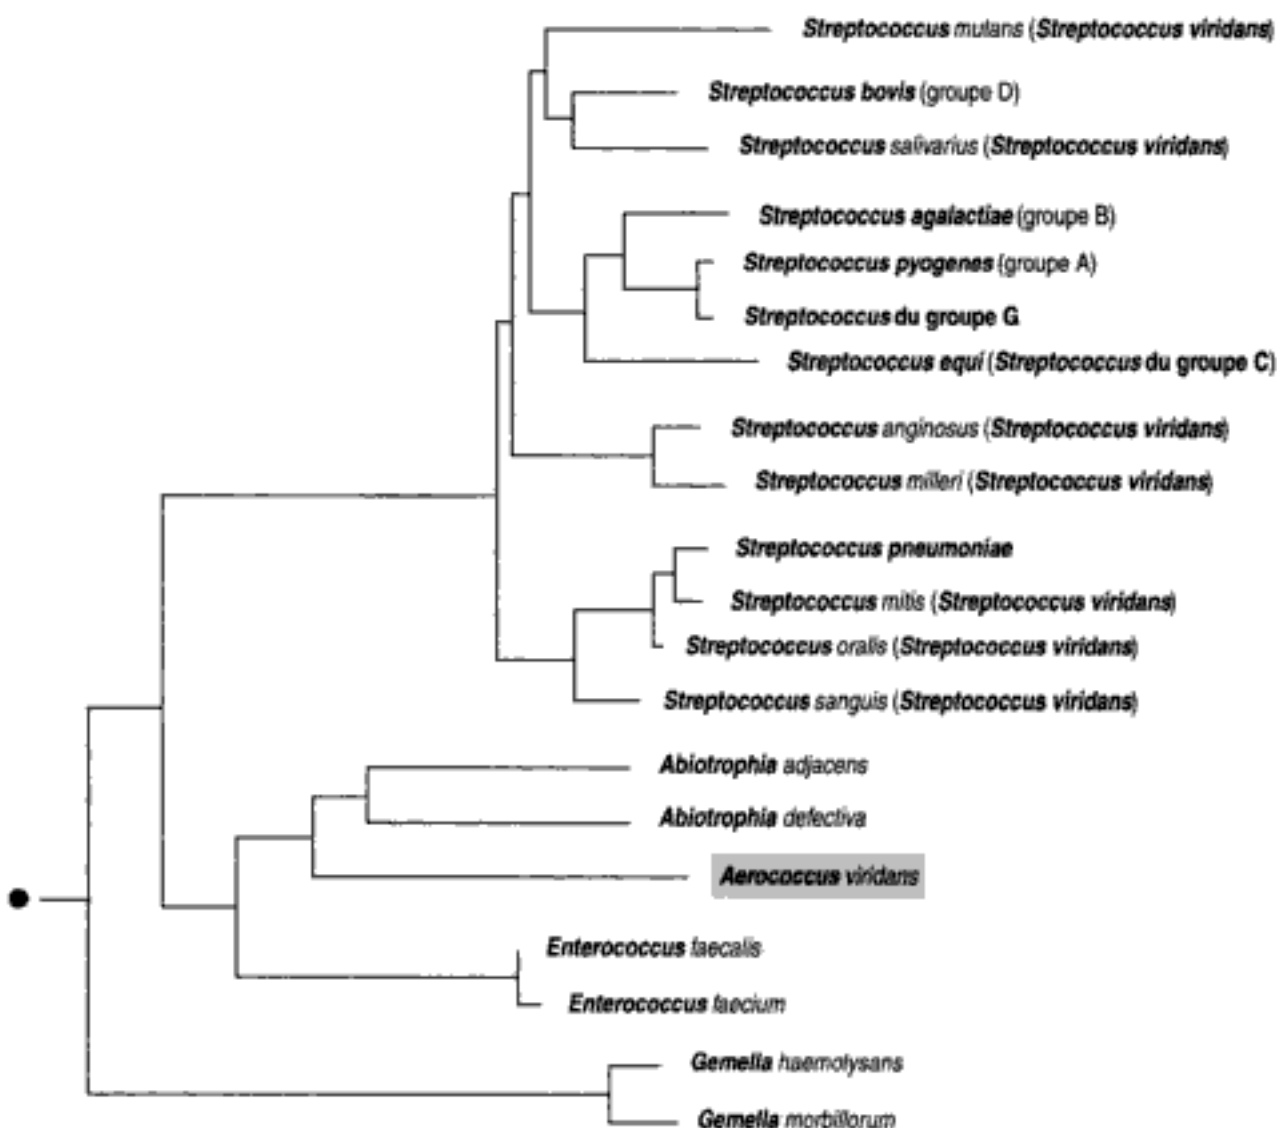 Streptococcus mutans (Streptococcus viridans)
Streptococcus bovis (groupe D)
Streptococcus salivarius (Streptococcus viridans)
Streptococcus agalactiae (groupe B)
Streptococcus pyogenes (groupe A)
Streptococcus du groupe G
Streptococcus equi (Streptococcus du groupe C)
Streptococcus anginosus (Streptococcus viridans)
Streptococcus milleri (Streptococcus viridans)
Streptococcus pneumoniae
Streptococcus mitis (Streptococcus viridans)
Streptococcus oralis (Streptococcus viridans)
Streptococcus sanguis (Streptococcus viridans)
Abiotrophia adjacens
Abiotrophia defectiva
Aerococcus viridans
Enterococcus faecalis
Enterococcus faecium
Gemella haemolysans
Gemella morbillorum